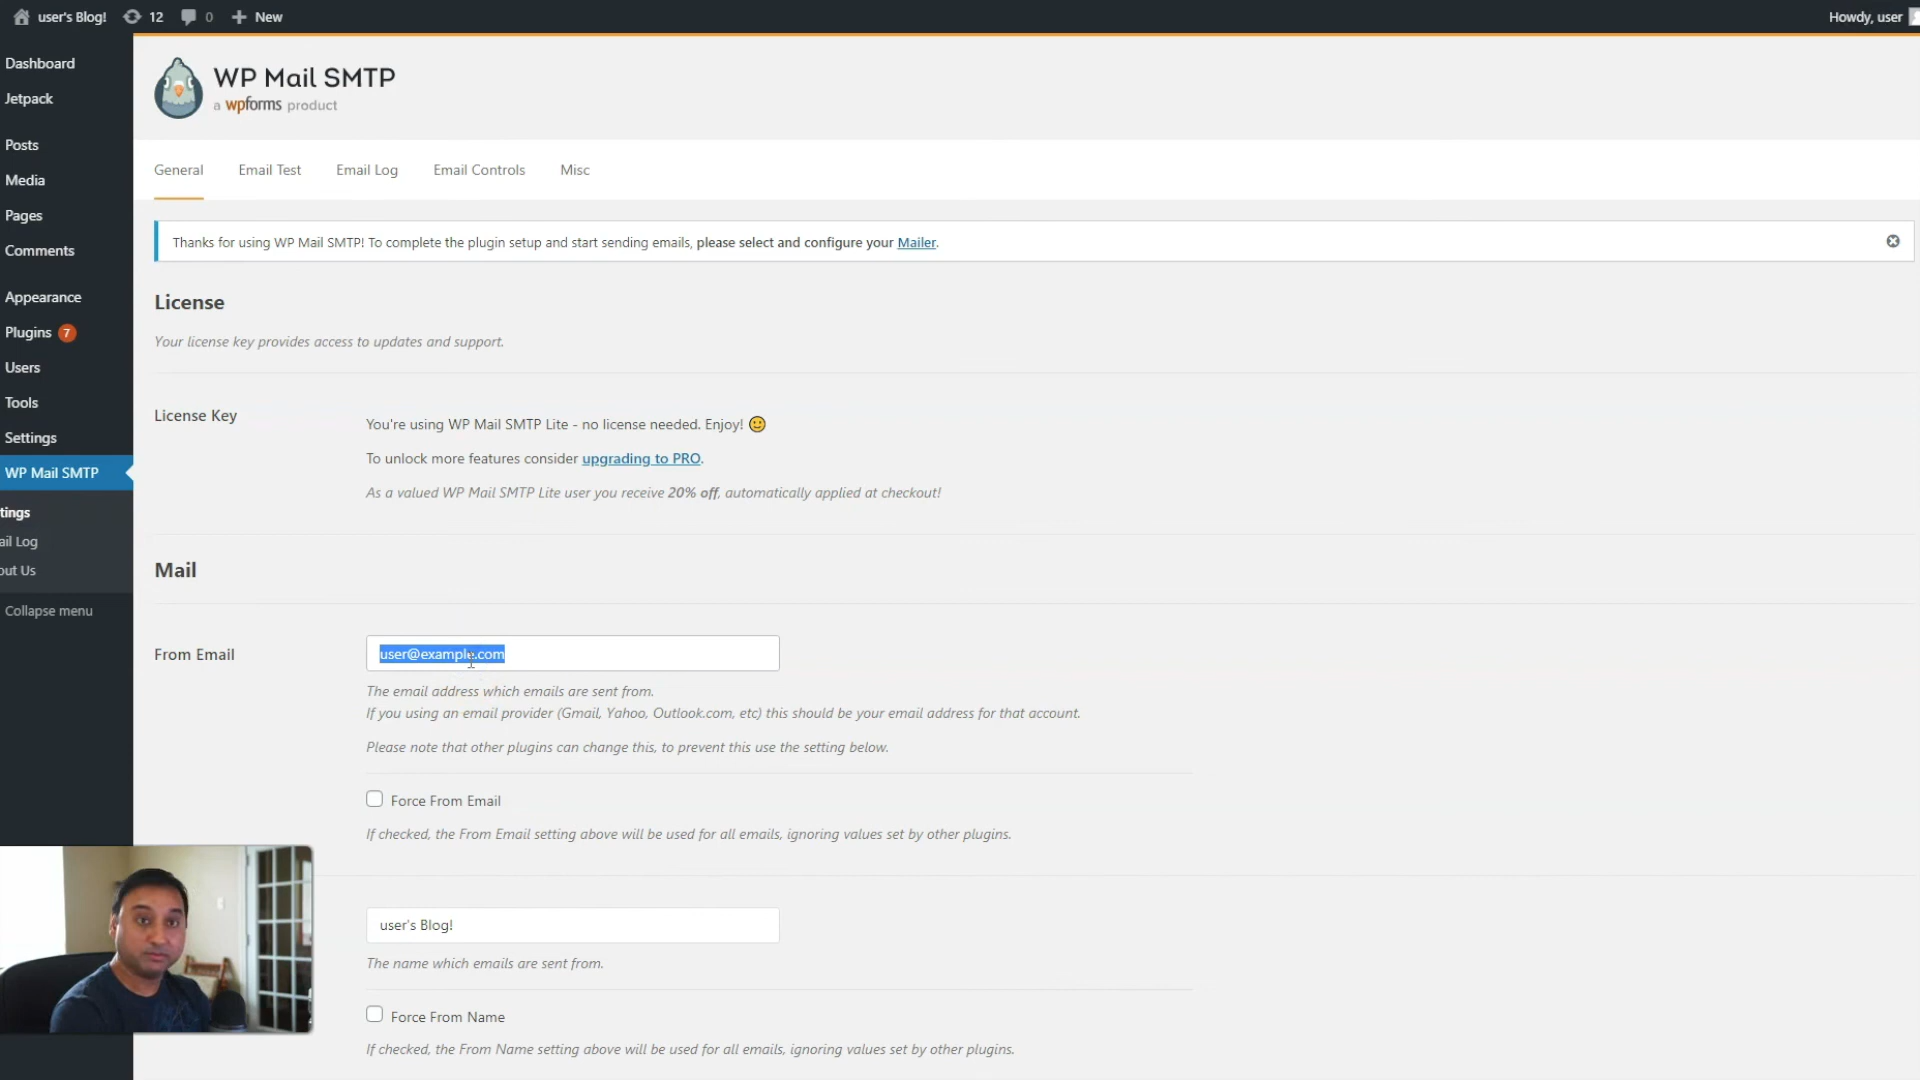 user's Blog! 12 0 New Howdy, user
Dashboard
Jetpack
Posts
Media
Pages
Comments
Appearance
Plugins 7
Users
Tools
Settings
WP Mail SMTP
tings
ail Log
out Us
Collapse menu
WP Mail SMTP
a wpforms product
General Email Test Email Log Email Controls Misc
Thanks for using WP Mail SMTP! To complete the plugin setup and start sending emails, please select and configure your Mailer.
License
Your license key provides access to updates and support.
License Key
You're using WP Mail SMTP Lite - no license needed. Enjoy! 🙂
To unlock more features consider upgrading to PRO.
As a valued WP Mail SMTP Lite user you receive 20% off, automatically applied at checkout!
Mail
From Email
user@example.com
The email address which emails are sent from.
If you using an email provider (Gmail, Yahoo, Outlook.com, etc) this should be your email address for that account.
Please note that other plugins can change this, to prevent this use the setting below.
Force From Email
If checked, the From Email setting above will be used for all emails, ignoring values set by other plugins.
user's Blog!
The name which emails are sent from.
Force From Name
If checked, the From Name setting above will be used for all emails, ignoring values set by other plugins.